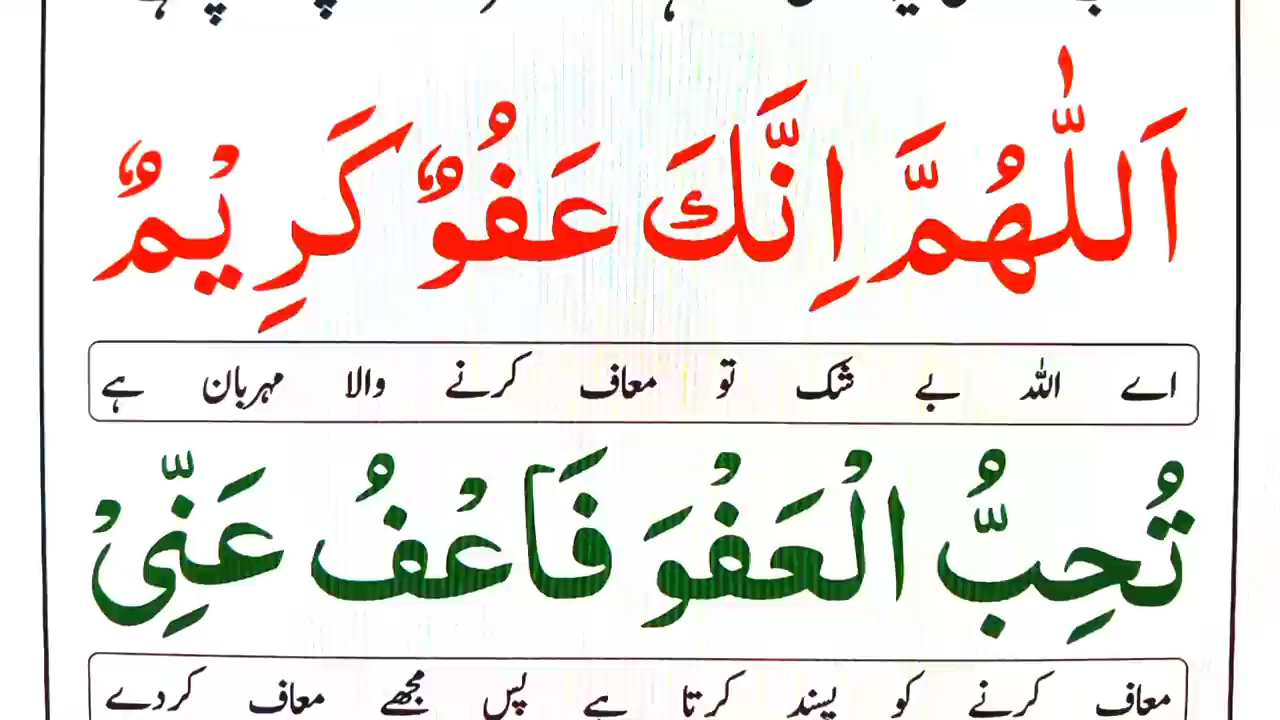 اَللّٰهُمَّ اِنَّكَ عَفُوٌّ كَرِيْمٌ
اے اللہ بے شک تو معاف کرنے والا مہربان ہے
تُحِبُّ الْعَفْوَ فَاعْفُ عَنِّيْ
معاف کرنے کو پسند کرتا ہے پس مجھے معاف کردے